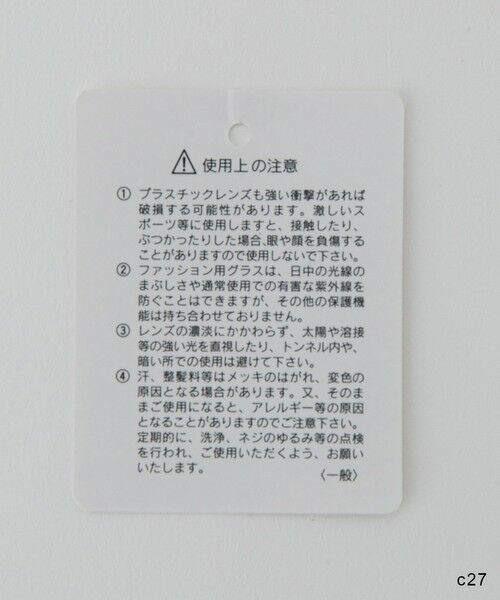 使用上の注意
① プラスチックレンズも強い衝撃があれば
破損する可能性があります。激しいス
ポーツ等に使用しますと、接触したり、
ぶつかったりした場合、眼や顔を負傷する
ことがありますので使用しないで下さい。
② ファッション用グラスは、日中の光線の
まぶしさや通常使用での有害な紫外線を
防ぐことはできますが、その他の保護機
能は持ち合わせておりません。
③ レンズの濃淡にかかわらず、太陽や溶接
等の強い光を直視したり、トンネル内や、
暗い所での使用は避けて下さい。
④ 汗、整髪料等はメッキのはがれ、変色の
原因となる場合があります。又、そのま
まご使用になると、アレルギー等の原因
となることがありますのでご注意下さい。
定期的に、洗浄、ネジのゆるみ等の点検
を行われ、ご使用いただくよう、お願い
いたします。
〈一般〉
c27